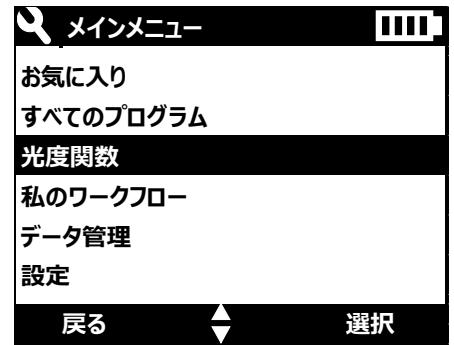 メインメニュー
お気に入り
すべてのプログラム
光度関数
私のワークフロー
データ管理
設定
戻る 選択